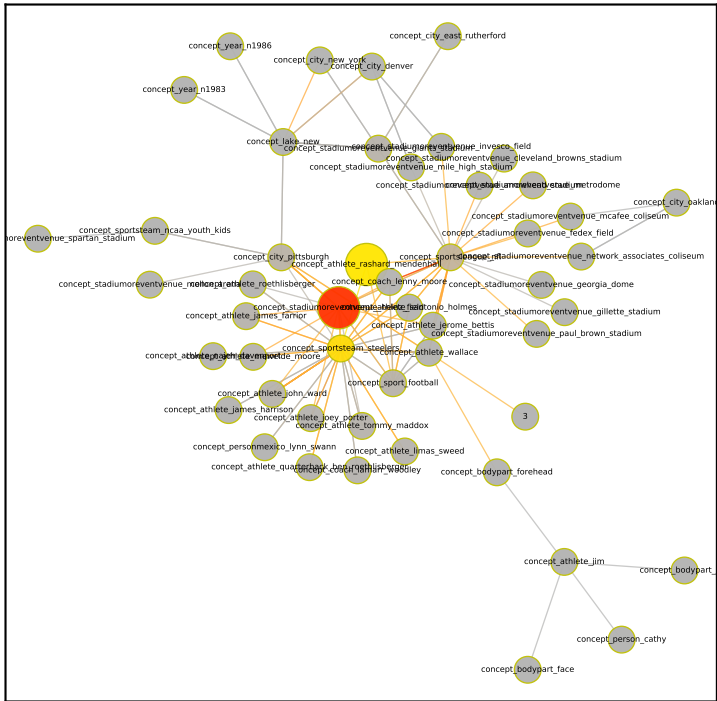 concept_city_east_rutherford
concept_year_n1986
concept_city_new_york
concept_city_denver
concept_year_n1983
concept_lake_new
concept_stadiumoreventvenue_giants_stadium
concept_stadiumoreventvenue_invesco_field
concept_stadiumoreventvenue_cleveland_browns_stadium
concept_stadiumoreventvenue_mile_high_stadium
concept_stadiumoreventvenue_metrodome
concept_city_oakland
concept_stadiumoreventvenue_mcafee_coliseum
concept_sportsteam_ncaa_youth_kids
concept_stadiumoreventvenue_fedex_field
noreventvenue_spartan_stadium
concept_city_pittsburgh
concept_stadiumoreventvenue_network_associates_coliseum
concept_athlete_rashard_mendenhall
concept_coach_lenny_moore
concept_stadiumoreventvenue_georgia_dome
concept_stadiumoreventvenue_gillette_stadium
concept_athlete_james_farrior
concept_athlete_jerome_bettis
concept_stadiumoreventvenue_paul_brown_stadium
concept_sportsteam_steelers
concept_athlete_wallace
concept_sport_football
concept_athlete_john_ward
concept_athlete_james_harrison
concept_athlete_joey_porter
3
concept_athlete_tommy_maddox
concept_personmexico_lynn_swann
concept_athlete_limas_sweed
concept_athlete_quarterback_ben_roethlisberger
concept_coach_lamarr_woodley
concept_bodypart_forehead
concept_athlete_jim
concept_bodypart_
concept_person_cathy
concept_bodypart_face